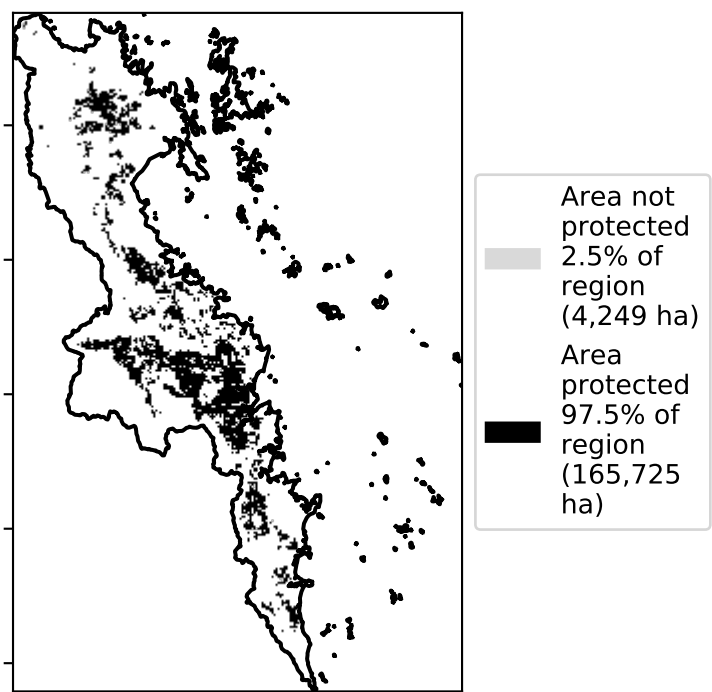 Area not
protected
2.5% of
region
(4,249 ha)
Area
protected
97.5% of
region
(165,725
ha)